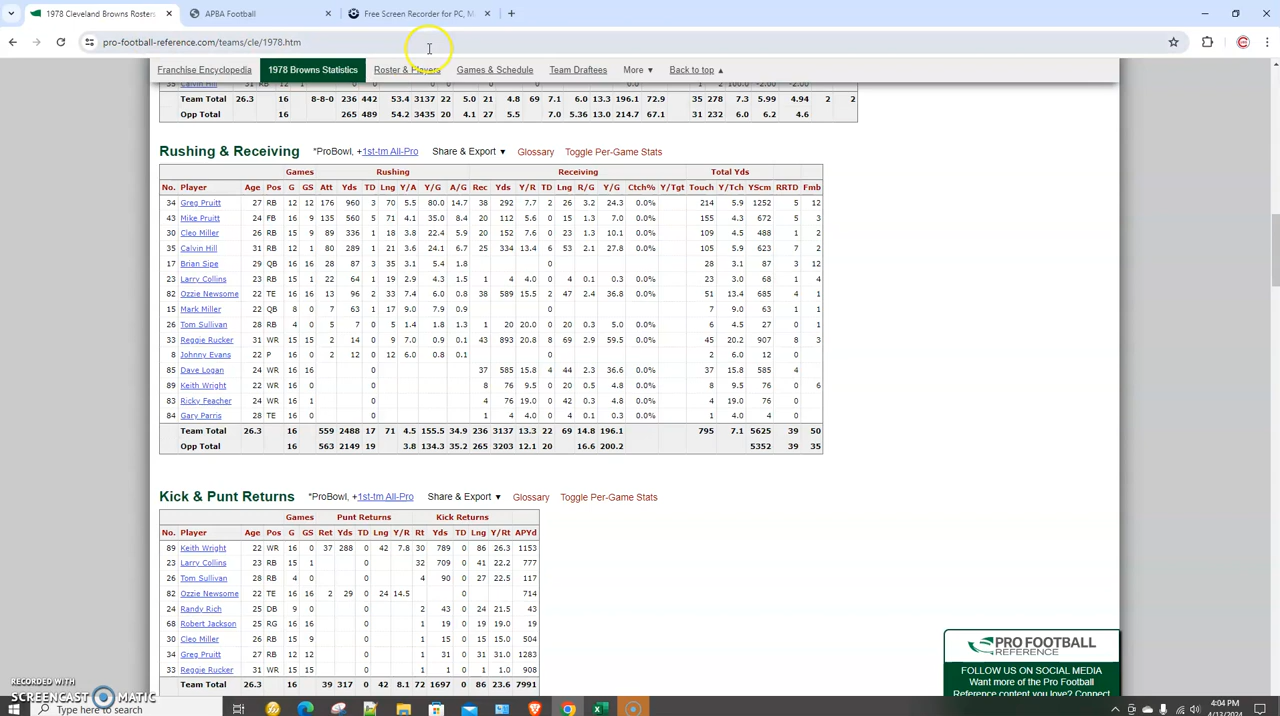 1978 Cleveland Browns Rosters
APBA Football
Free Screen Recorder for PC, M
pro-football-reference.com/teams/cle/1978.htm
Franchise Encyclopedia 1978 Browns Statistics Roster & Players Games & Schedule Team Draftees More ▼ Back to top ▲
35 Calvin Hill 31 RB 12 1 2 100.0 -2.00 -2.00
Team Total 26.3 16 8-8-0 236 442 53.4 3137 22 5.0 21 4.8 69 7.1 6.0 13.3 196.1 72.9 35 278 7.3 5.99 4.94 2 2
Opp Total 16 265 489 54.2 3435 20 4.1 27 5.5 7.0 5.36 13.0 214.7 67.1 31 232 6.0 6.2 4.6
Rushing & Receiving *ProBowl, +1st-tm All-Pro Share & Export ▼ Glossary Toggle Per-Game Stats
Games Rushing Receiving Total Yds
No. Player Age Pos G GS Att Yds TD Lng Y/A Y/G A/G Rec Yds Y/R TD Lng R/G Y/G Ctch% Y/Tgt Touch Y/Tch YScm RRTD Fmb
34 Greg Pruitt 27 RB 12 12 176 960 3 70 5.5 80.0 14.7 38 292 7.7 2 26 3.2 24.3 0.0% 214 5.9 1252 5 12
43 Mike Pruitt 24 FB 16 9 135 560 5 71 4.1 35.0 8.4 20 112 5.6 0 15 1.3 7.0 0.0% 155 4.3 672 5 3
30 Cleo Miller 26 RB 15 9 89 336 1 18 3.8 22.4 5.9 20 152 7.6 0 23 1.3 10.1 0.0% 109 4.5 488 1 2
35 Calvin Hill 31 RB 12 1 80 289 1 21 3.6 24.1 6.7 25 334 13.4 6 53 2.1 27.8 0.0% 105 5.9 623 7 2
17 Brian Sipe 29 QB 16 16 28 87 3 35 3.1 5.4 1.8 0 28 3.1 87 3 12
23 Larry Collins 23 RB 15 1 22 64 1 19 2.9 4.3 1.5 1 4 4.0 0 4 0.1 0.3 0.0% 23 3.0 68 1 4
82 Ozzie Newsome 22 TE 16 16 13 96 2 33 7.4 6.0 0.8 38 589 15.5 2 47 2.4 36.8 0.0% 51 13.4 685 4 1
15 Mark Miller 22 QB 8 0 7 63 1 17 9.0 7.9 0.9 0 7 9.0 63 1 1
26 Tom Sullivan 28 RB 4 0 5 7 0 5 1.4 1.8 1.3 1 20 20.0 0 20 0.3 5.0 0.0% 6 4.5 27 0 1
33 Reggie Rucker 31 WR 15 15 2 14 0 9 7.0 0.9 0.1 43 893 20.8 8 69 2.9 59.5 0.0% 45 20.2 907 8 3
8 Johnny Evans 22 P 16 0 2 12 0 12 6.0 0.8 0.1 0 2 6.0 12 0
85 Dave Logan 24 WR 16 16 0 37 585 15.8 4 44 2.3 36.6 0.0% 37 15.8 585 4
89 Keith Wright 22 WR 16 0 0 8 76 9.5 0 20 0.5 4.8 0.0% 8 9.5 76 0 6
83 Ricky Feacher 24 WR 16 1 0 4 76 19.0 0 42 0.3 4.8 0.0% 4 19.0 76 0
84 Gary Parris 28 TE 16 0 0 1 4 4.0 0 4 0.1 0.3 0.0% 1 4.0 4 0
Team Total 26.3 16 559 2488 17 71 4.5 155.5 34.9 236 3137 13.3 22 69 14.8 196.1 795 7.1 5625 39 50
Opp Total 16 563 2149 19 3.8 134.3 35.2 265 3203 12.1 20 16.6 200.2 5352 39 35
Kick & Punt Returns *ProBowl, +1st-tm All-Pro Share & Export ▼ Glossary Toggle Per-Game Stats
Games Punt Returns Kick Returns
No. Player Age Pos G GS Ret Yds TD Lng Y/R Rt Yds TD Lng Y/Rt APYd
89 Keith Wright 22 WR 16 0 37 288 0 42 7.8 30 789 0 86 26.3 1153
23 Larry Collins 23 RB 15 1 0 32 709 0 41 22.2 777
26 Tom Sullivan 28 RB 4 0 0 4 90 0 27 22.5 117
82 Ozzie Newsome 22 TE 16 16 2 29 0 24 14.5 0 714
24 Randy Rich 25 DB 9 0 0 2 43 0 24 21.5 43
68 Robert Jackson 25 RG 16 16 0 1 19 0 19 19.0 19
30 Cleo Miller 26 RB 15 9 0 1 15 0 15 15.0 504
34 Greg Pruitt 27 RB 12 12 0 1 31 0 31 31.0 1283
33 Reggie Rucker 31 WR 15 15 0 1 1 0 1 1.0 908
Team Total 26.3 16 72 1697 0 86 23.6 7991
PRO FOOTBALL
REFERENCE
FOLLOW US ON SOCIAL MEDIA
Want more of the Pro Football
Reference content you love? Connect
RECORDED WITH
SCREENCAST MATIC
Type here to search
4:04 PM
4/13/2024